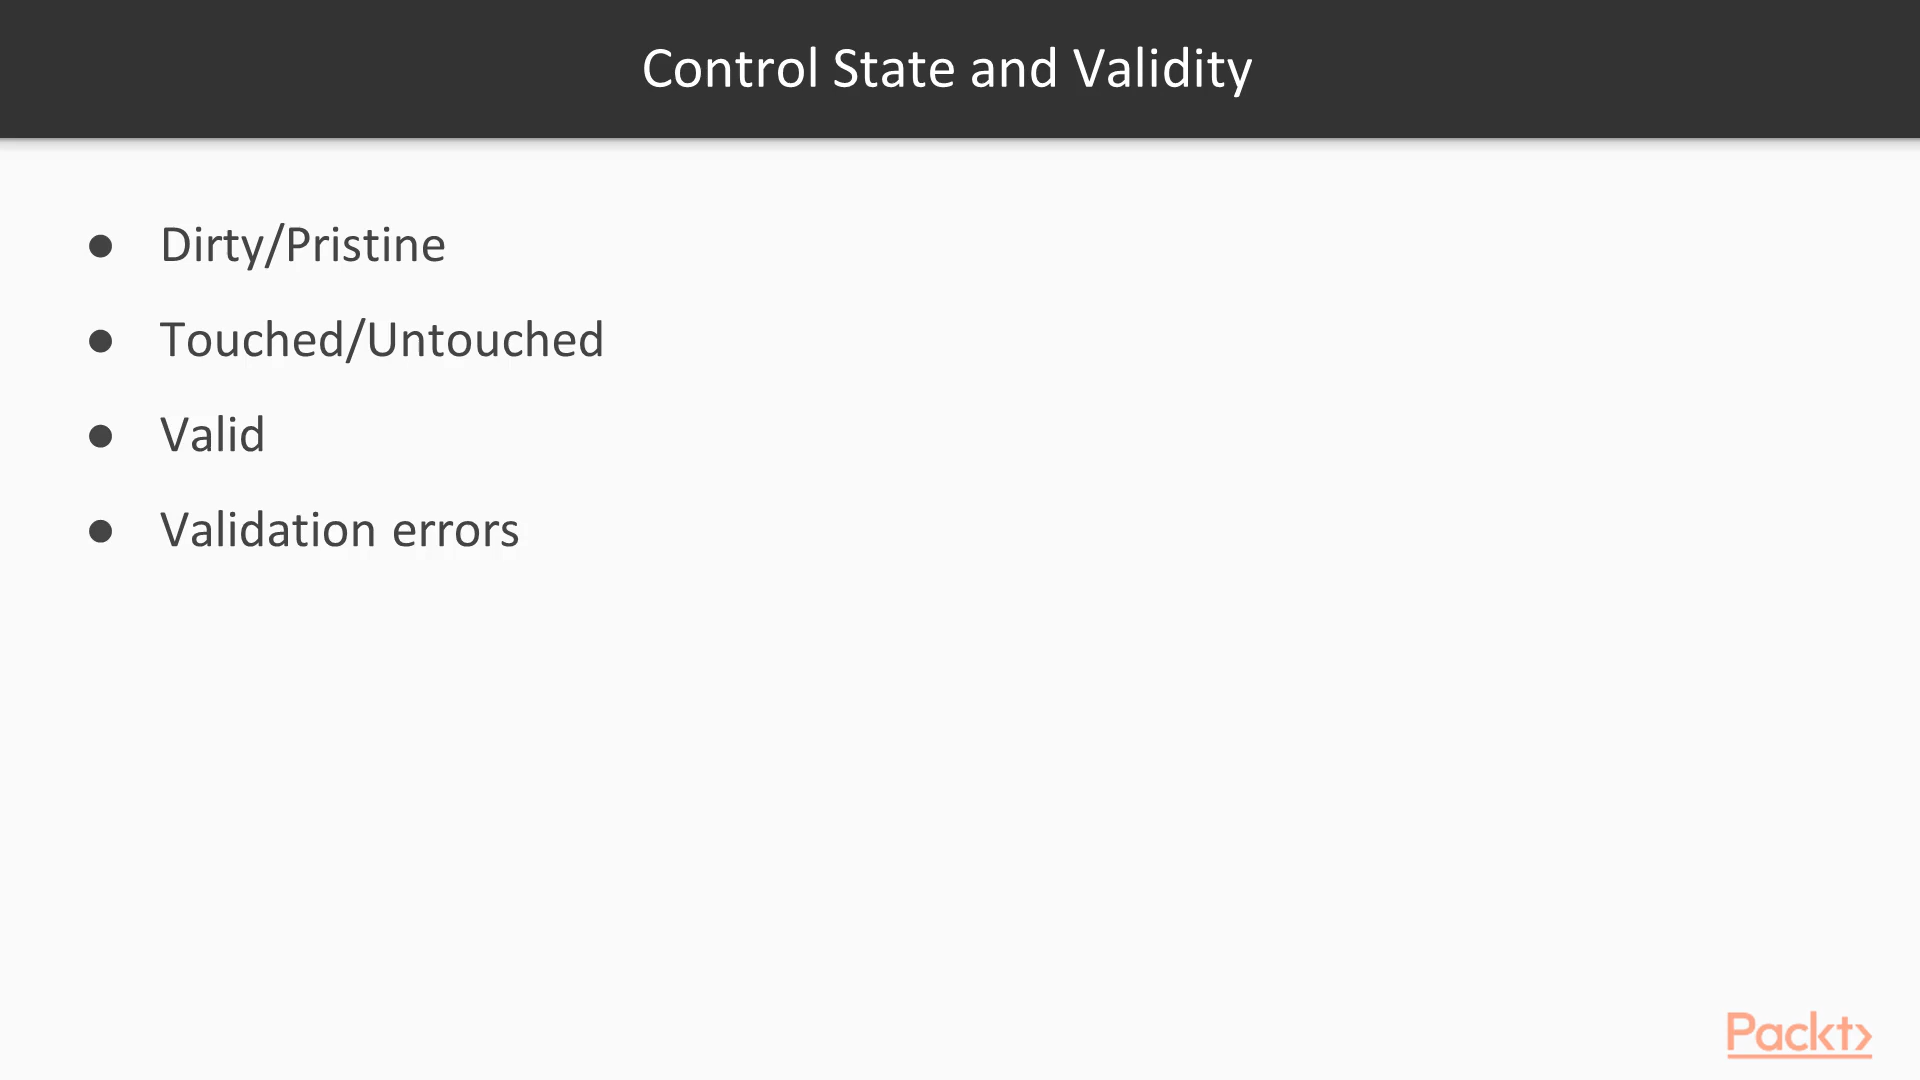 Control State and Validity
● Dirty/Pristine
● Touched/Untouched
● Valid
● Validation errors
Packt>